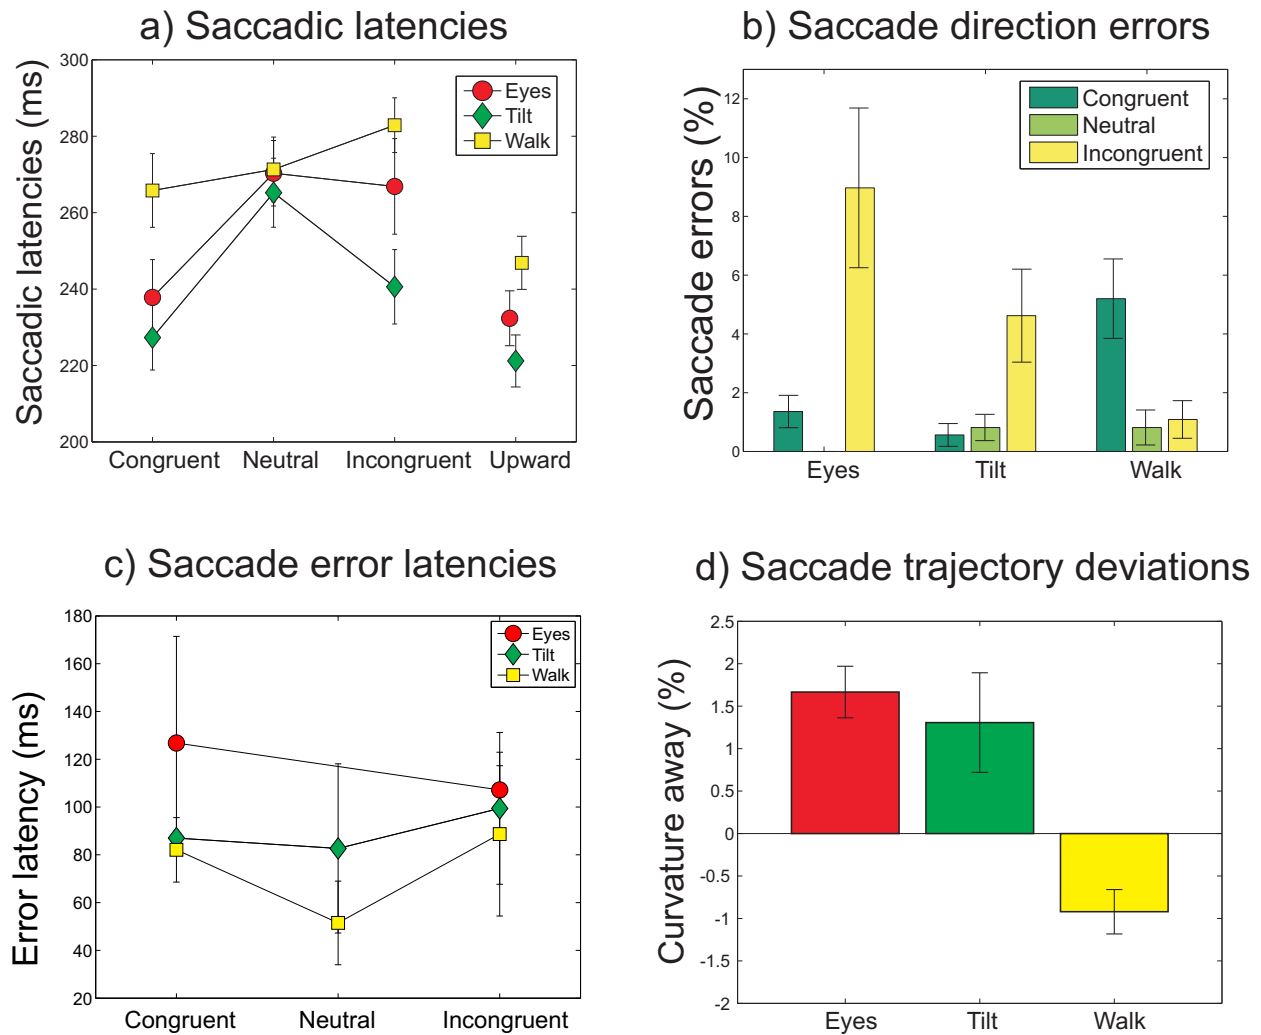 a) Saccadic latencies
Saccadic latencies (ms)
300
280
260
240
220
200
Eyes
Tilt
Walk
Congruent Neutral Incongruent Upward
b) Saccade direction errors
Saccade errors (%)
12
10
8
6
4
2
0
Congruent
Neutral
Incongruent
Eyes Tilt Walk
c) Saccade error latencies
Error latency (ms)
180
160
140
120
100
80
60
40
20
Eyes
Tilt
Walk
Congruent Neutral Incongruent
d) Saccade trajectory deviations
Curvature away (%)
2.5
2
1.5
1
0.5
0
-0.5
-1
-1.5
-2
Eyes Tilt Walk